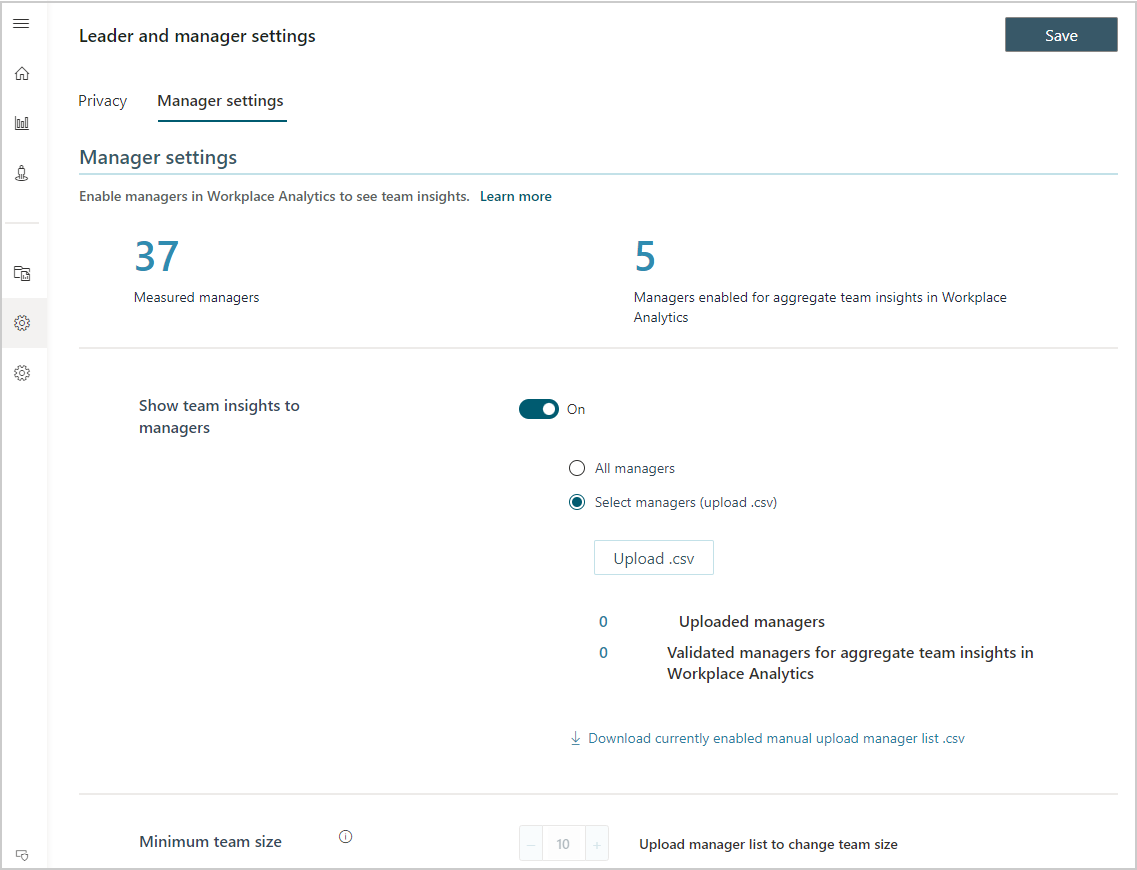 Leader and manager settings
Save
Privacy
Manager settings
Manager settings
Enable managers in Workplace Analytics to see team insights. Learn more
37
Measured managers
5
Managers enabled for aggregate team insights in Workplace
Analytics
Show team insights to
managers
On
All managers
Select managers (upload .csv)
Upload .csv
0 Uploaded managers
0 Validated managers for aggregate team insights in
Workplace Analytics
Download currently enabled manual upload manager list .csv
Minimum team size
− 10 +
Upload manager list to change team size